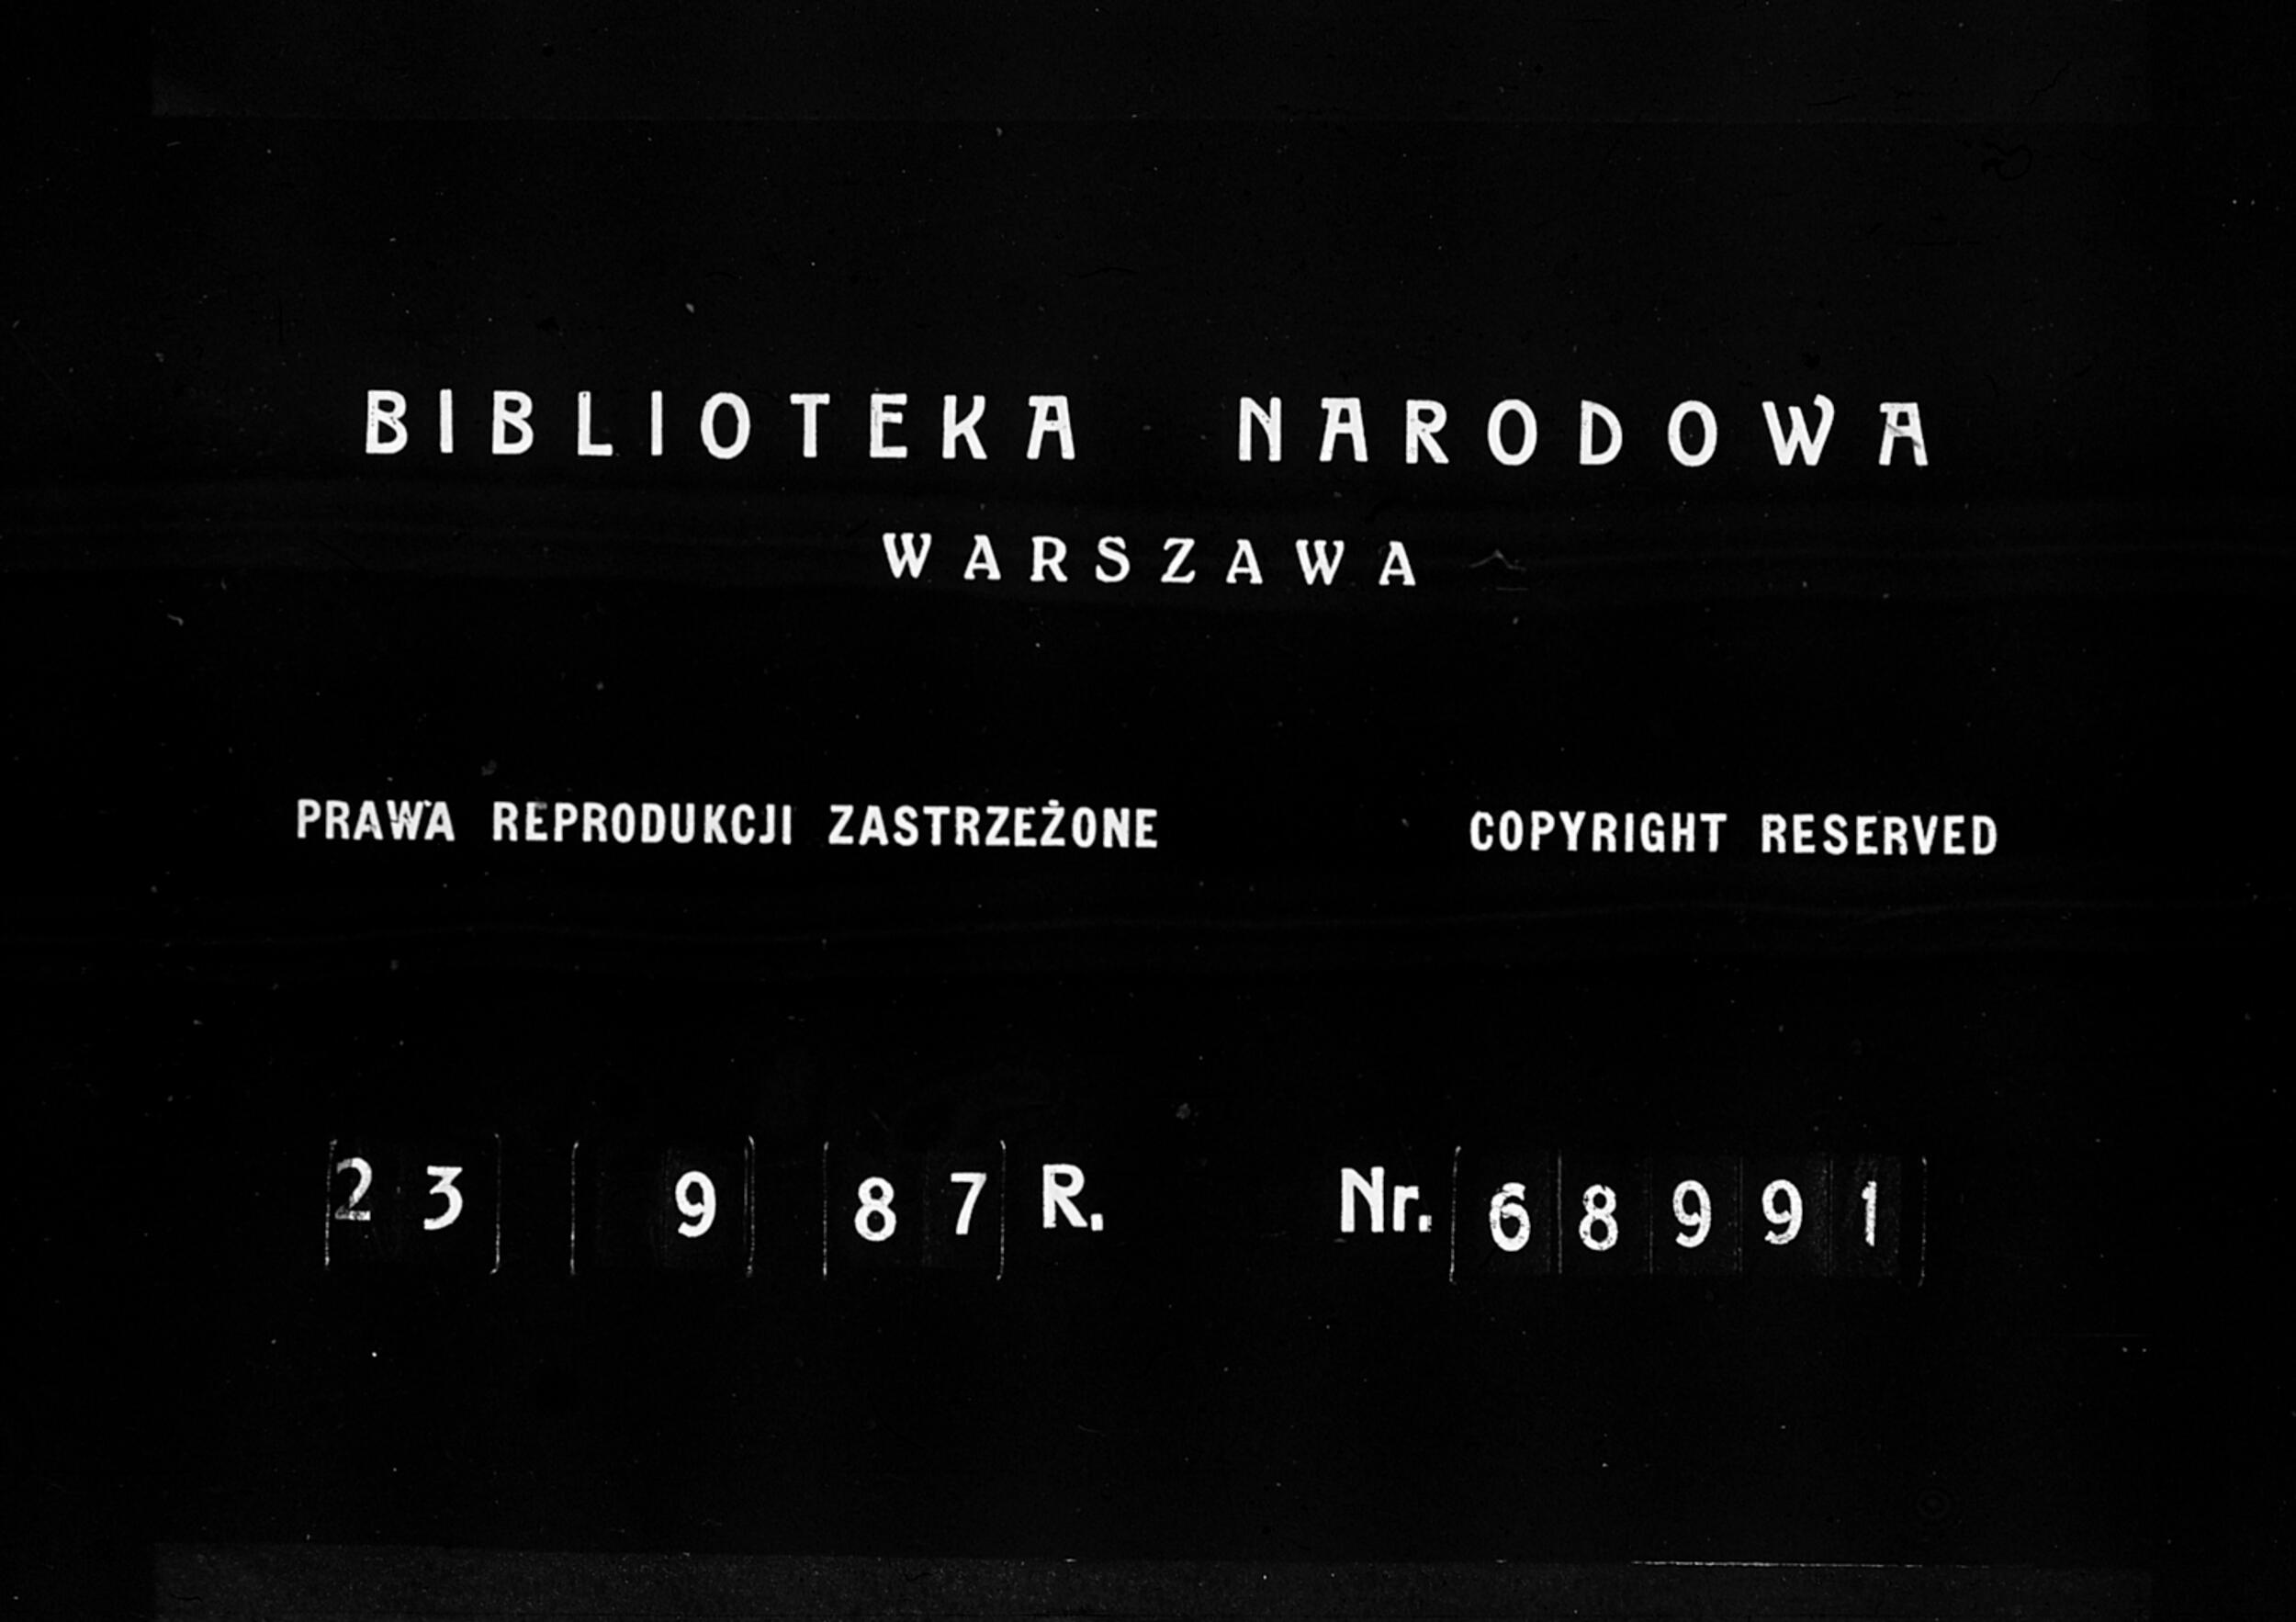 BIBLIOTEKA NARODOWA
WARSZAWA
PRAWA REPRODUKCJI ZASTRZEŻONE COPYRIGHT RESERVED
23 9 87 R. Nr. 68991